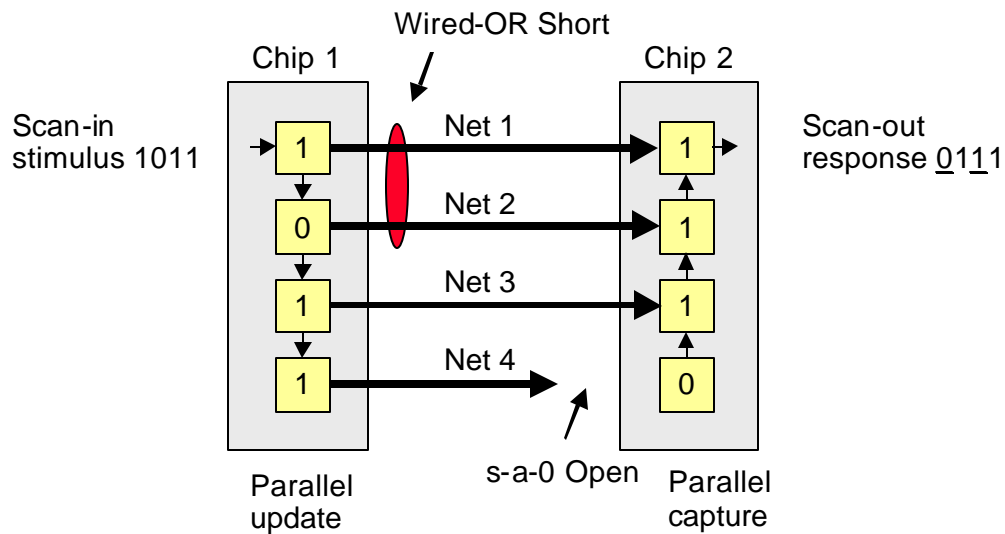 Wired-OR Short
Chip 1
Chip 2
Scan-in
stimulus 1011
Scan-out
response 0111
Net 1
Net 2
Net 3
Net 4
1
0
1
1
1
1
1
0
s-a-0 Open
Parallel
update
Parallel
capture